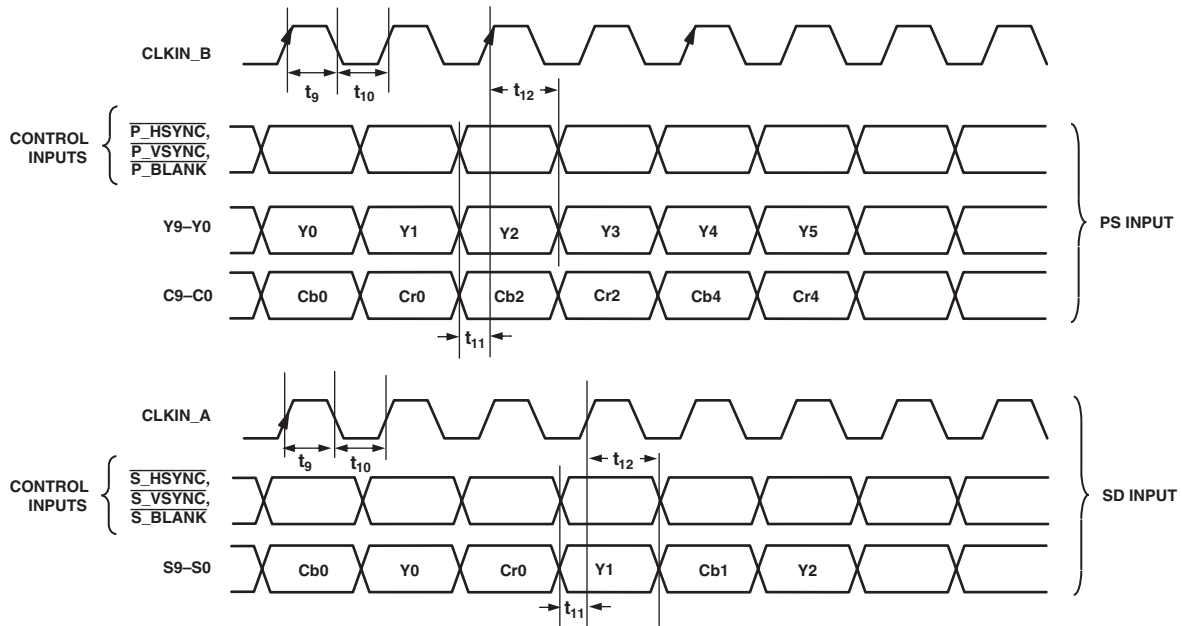 CLKIN_B
t9
t10
t12
CONTROL
INPUTS
P_HSYNC,
P_VSYNC,
P_BLANK
Y9–Y0
Y0
Y1
Y2
Y3
Y4
Y5
PS INPUT
C9–C0
Cb0
Cr0
Cb2
Cr2
Cb4
Cr4
t11
CLKIN_A
t9
t10
t12
CONTROL
INPUTS
S_HSYNC,
S_VSYNC,
S_BLANK
SD INPUT
S9–S0
Cb0
Y0
Cr0
Y1
Cb1
Y2
t11